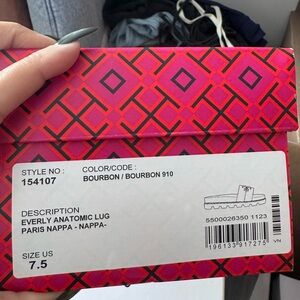 STYLE NO :
154107
COLOR/CODE :
BOURBON / BOURBON 910
DESCRIPTION
EVERLY ANATOMIC LUG
PARIS NAPPA - NAPPA-
5500026350 1123
196133917275
VN
SIZE US
7.5